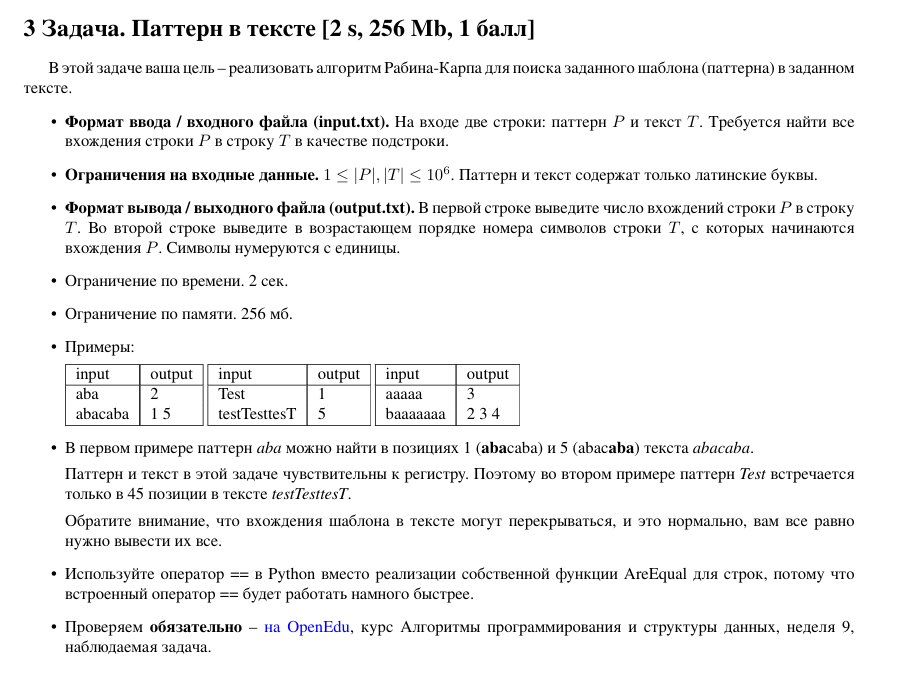 3 Задача. Паттерн в тексте [2 s, 256 Mb, 1 балл]
В этой задаче ваша цель – реализовать алгоритм Рабина-Карпа для поиска заданного шаблона (паттерна) в заданном
тексте.
• Формат ввода / входного файла (input.txt). На входе две строки: паттерн P и текст T. Требуется найти все
вхождения строки P в строку T в качестве подстроки.
• Ограничения на входные данные. 1 ≤ |P|, |T| ≤ 10⁶. Паттерн и текст содержат только латинские буквы.
• Формат вывода / выходного файла (output.txt). В первой строке выведите число вхождений строки P в строку
T. Во второй строке выведите в возрастающем порядке номера символов строки T, с которых начинаются
вхождения P. Символы нумеруются с единицы.
• Ограничение по времени. 2 сек.
• Ограничение по памяти. 256 мб.
• Примеры:
input output input output input output
aba 2 Test 1 aaaaa 3
abacaba 1 5 testTesttesT 5 baaaaaaa 2 3 4
• В первом примере паттерн aba можно найти в позициях 1 (abacaba) и 5 (abacaba) текста abacaba.
Паттерн и текст в этой задаче чувствительны к регистру. Поэтому во втором примере паттерн Test встречается
только в 45 позиции в тексте testTesttesT.
Обратите внимание, что вхождения шаблона в тексте могут перекрываться, и это нормально, вам все равно
нужно вывести их все.
• Используйте оператор == в Python вместо реализации собственной функции AreEqual для строк, потому что
встроенный оператор == будет работать намного быстрее.
• Проверяем обязательно – на OpenEdu, курс Алгоритмы программирования и структуры данных, неделя 9,
наблюдаемая задача.